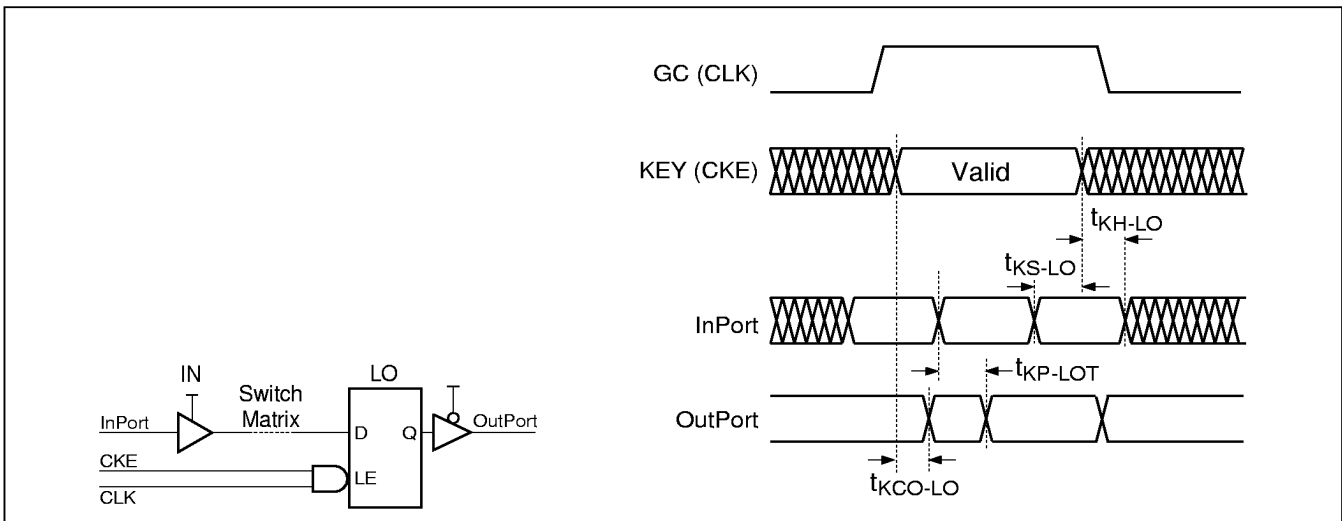 IN
Switch
Matrix
LO
InPort
D
Q
OutPort
CKE
LE
CLK
GC (CLK)
KEY (CKE)
Valid
tKH-LO
tKS-LO
InPort
tKP-LOT
OutPort
tKCO-LO